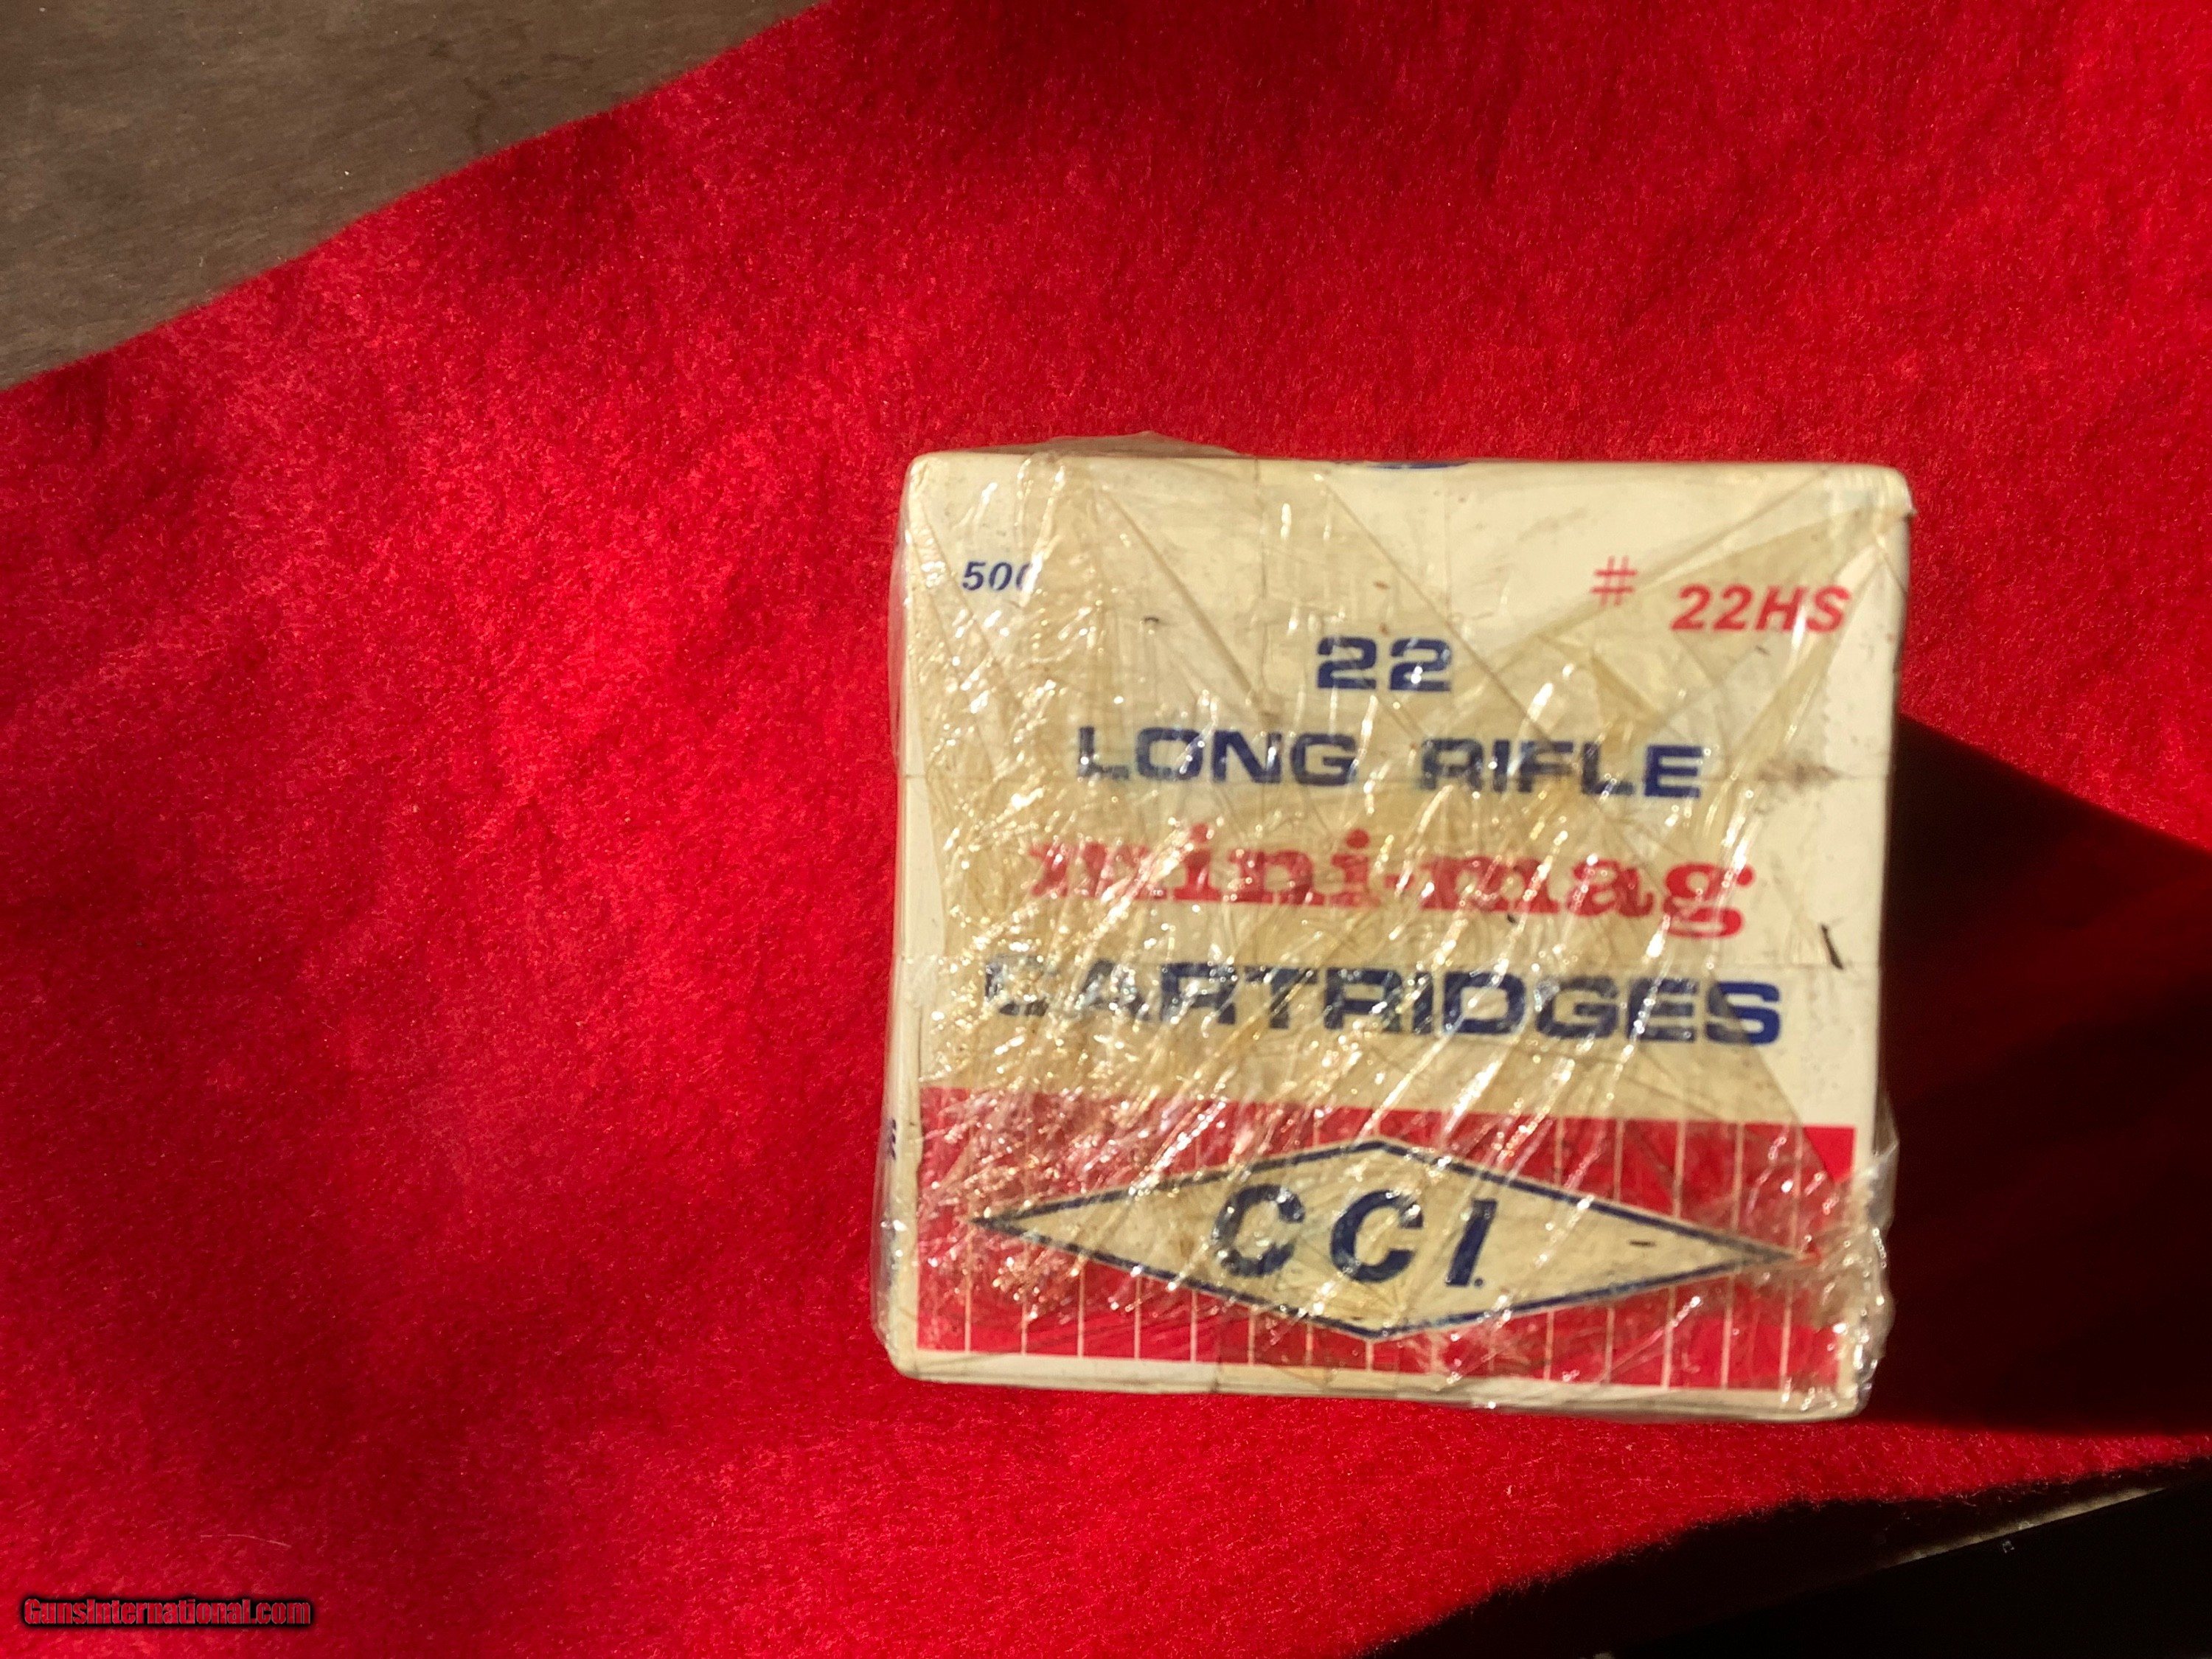 500
# 22HS
22
LONG RIFLE
mini-mag
CARTRIDGES
CCI.
GunsInternational.com